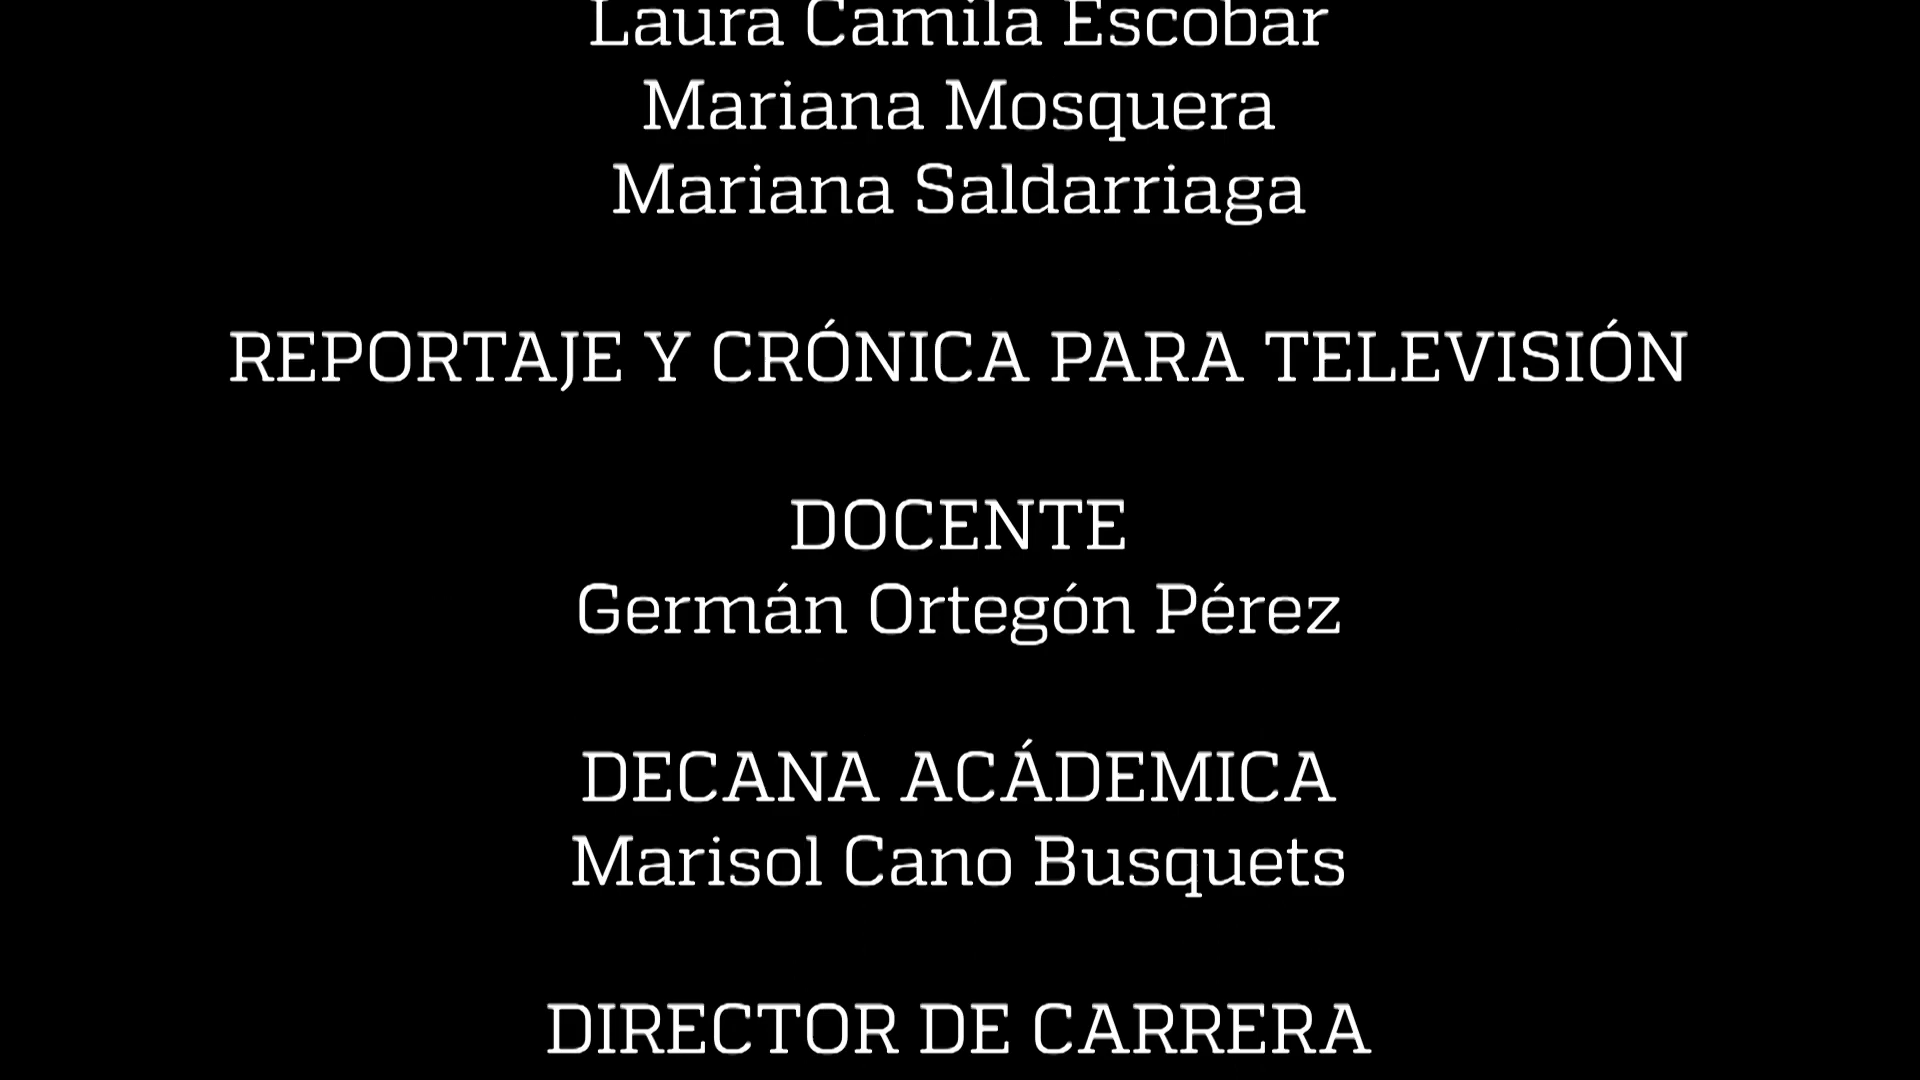 Laura Camila Escobar
Mariana Mosquera
Mariana Saldarriaga
REPORTAJE Y CRÓNICA PARA TELEVISIÓN
DOCENTE
Germán Ortegón Pérez
DECANA ACÁDEMICA
Marisol Cano Busquets
DIRECTOR DE CARRERA